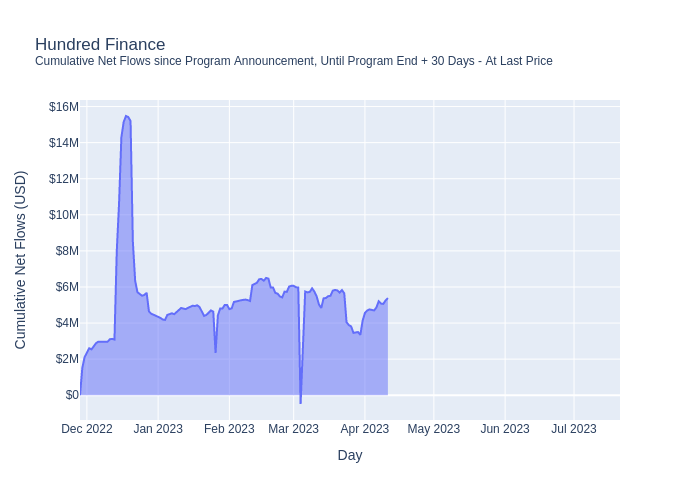 Hundred Finance
Cumulative Net Flows since Program Announcement, Until Program End + 30 Days - At Last Price
Cumulative Net Flows (USD)
$16M
$14M
$12M
$10M
$8M
$6M
$4M
$2M
$0
Dec 2022
Jan 2023
Feb 2023
Mar 2023
Apr 2023
May 2023
Jun 2023
Jul 2023
Day